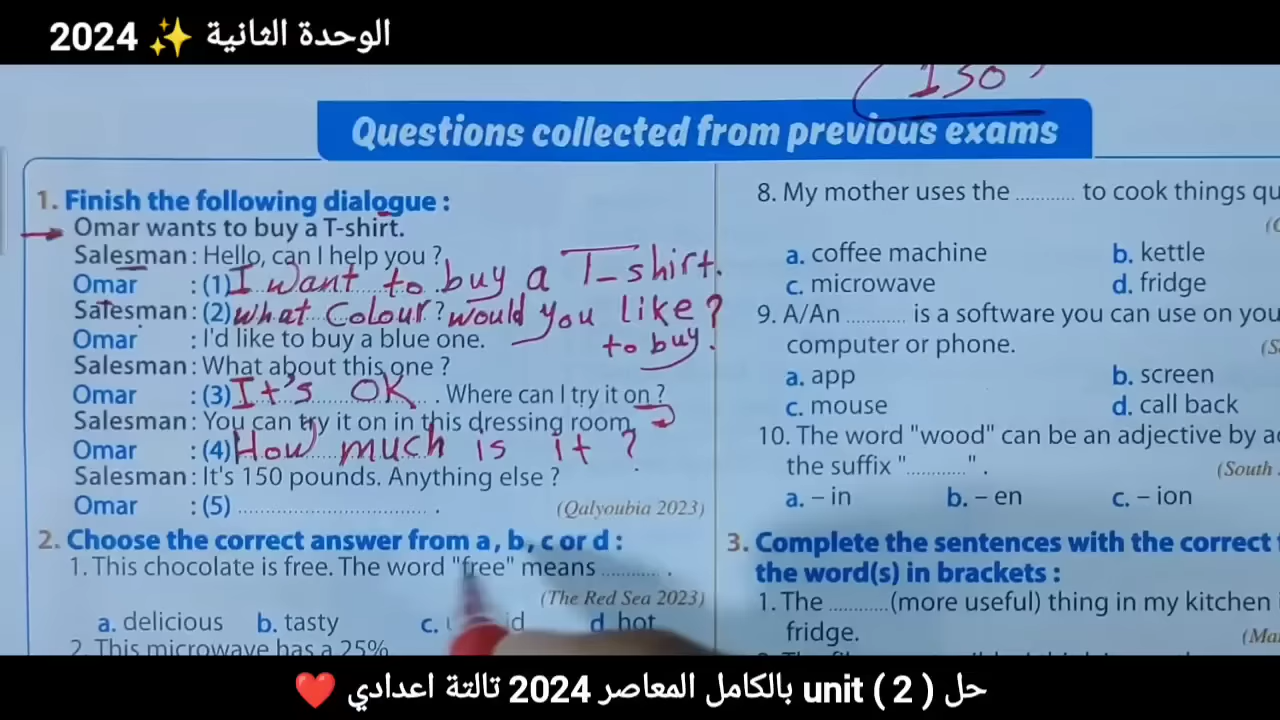 الوحدة الثانية ✨ 2024
(150)
Questions collected from previous exams
1. Finish the following dialogue :
Omar wants to buy a T-shirt.
Salesman : Hello, can I help you ?
Omar : (1) I want to buy a T-shirt.
Salesman : (2) what Colour ? would you like ?
to buy.
Omar : I'd like to buy a blue one.
Salesman : What about this one ?
Omar : (3) It's OK . Where can I try it on ?
Salesman : You can try it on in this dressing room.
Omar : (4) How much is it ?
Salesman : It's 150 pounds. Anything else ?
Omar : (5) .................................... .
(Qalyoubia 2023)
2. Choose the correct answer from a, b, c or d :
1. This chocolate is free. The word "free" means .......... .
(The Red Sea 2023)
a. delicious b. tasty c. d hot
2. This microwave has a 25%
8. My mother uses the .......... to cook things
a. coffee machine b. kettle
c. microwave d. fridge
9. A/An .......... is a software you can use on
computer or phone.
a. app b. screen
c. mouse d. call back
10. The word "wood" can be an adjective by
the suffix ".........." .
(South
a. – in b. – en c. – ion
3. Complete the sentences with the correct
the word(s) in brackets :
1. The ..........(more useful) thing in my kitchen
fridge.
حل unit ( 2 ) بالكامل المعاصر 2024 تالتة اعدادي ❤️